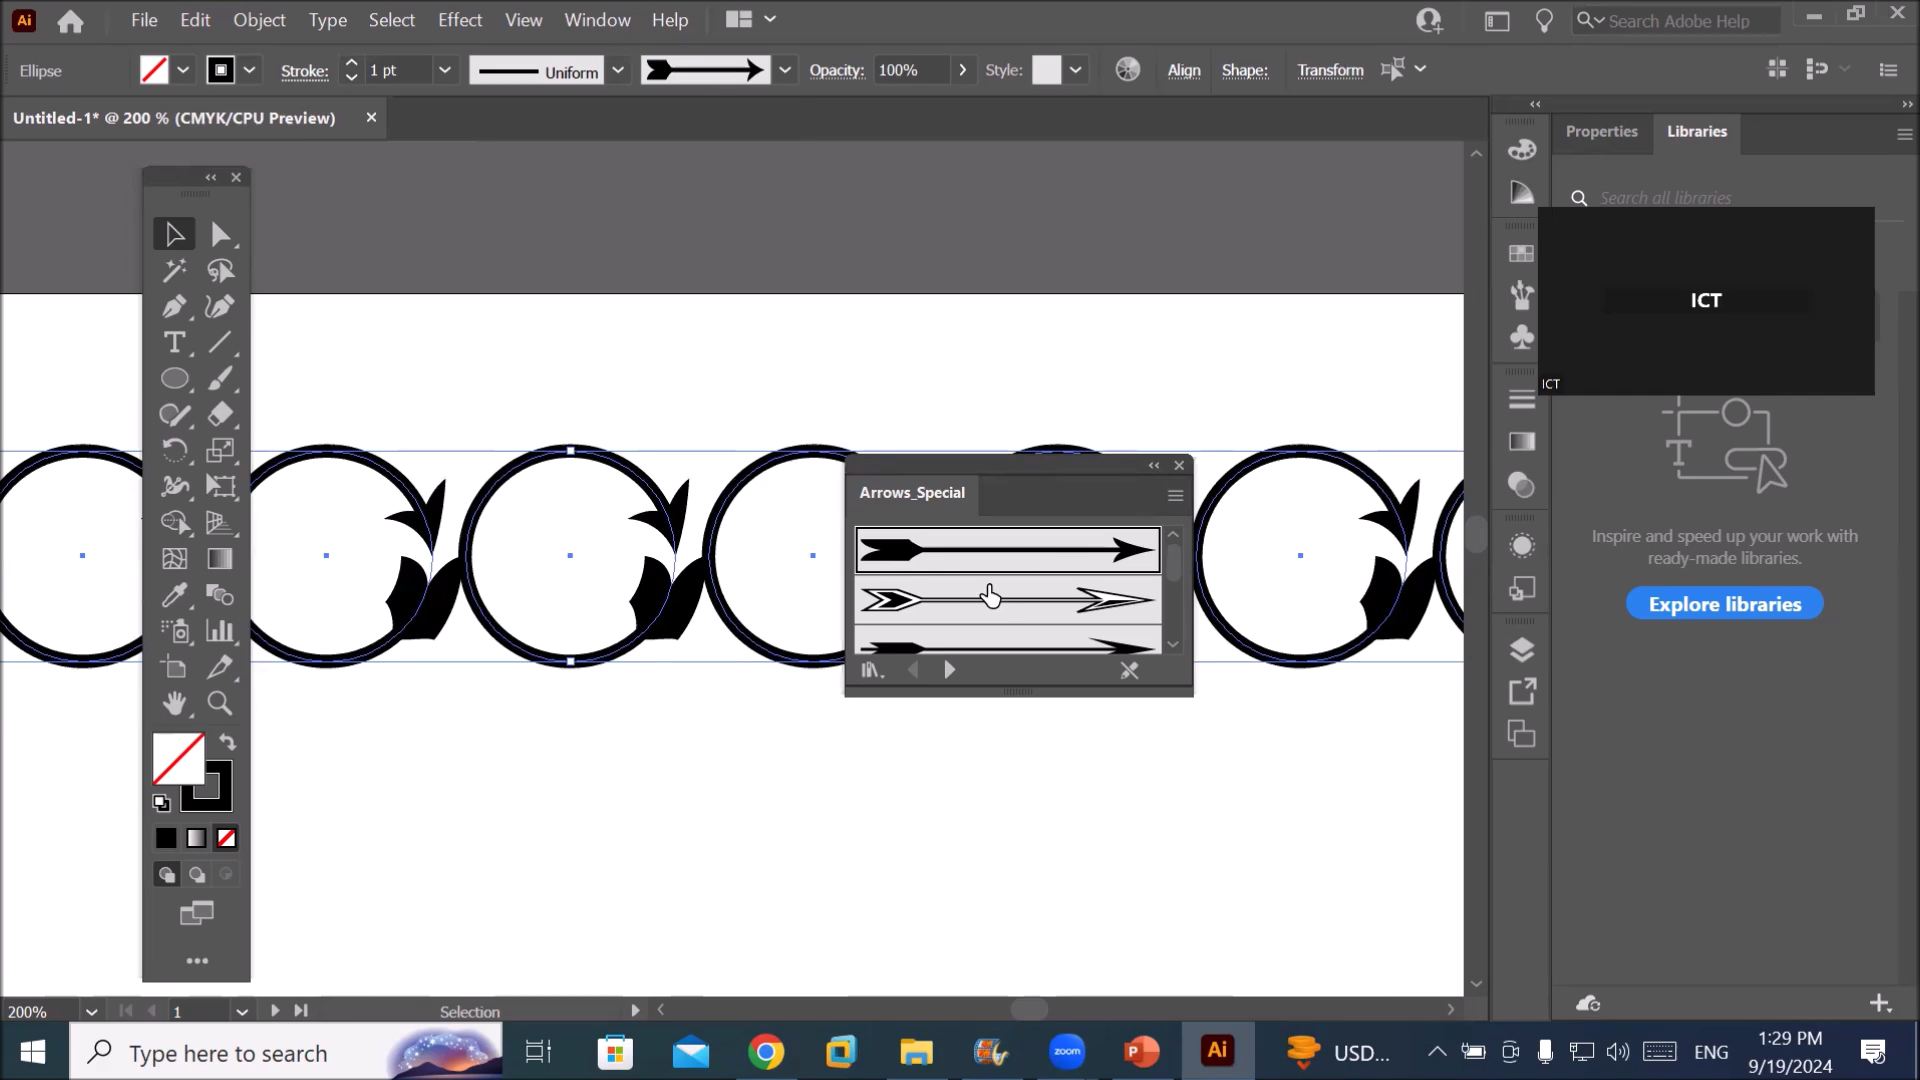 Ai File Edit Object Type Select Effect View Window Help Search Adobe Help
Ellipse Stroke: 1 pt Uniform Opacity: 100% Style: Align Shape: Transform
Untitled-1* @ 200 % (CMYK/CPU Preview)
Properties Libraries
Search all libraries
ICT
ICT
Arrows_Special
Inspire and speed up your work with
ready-made libraries.
Explore libraries
200% 1 Selection
Type here to search zoom P Ai USD... ENG 1:29 PM
9/19/2024